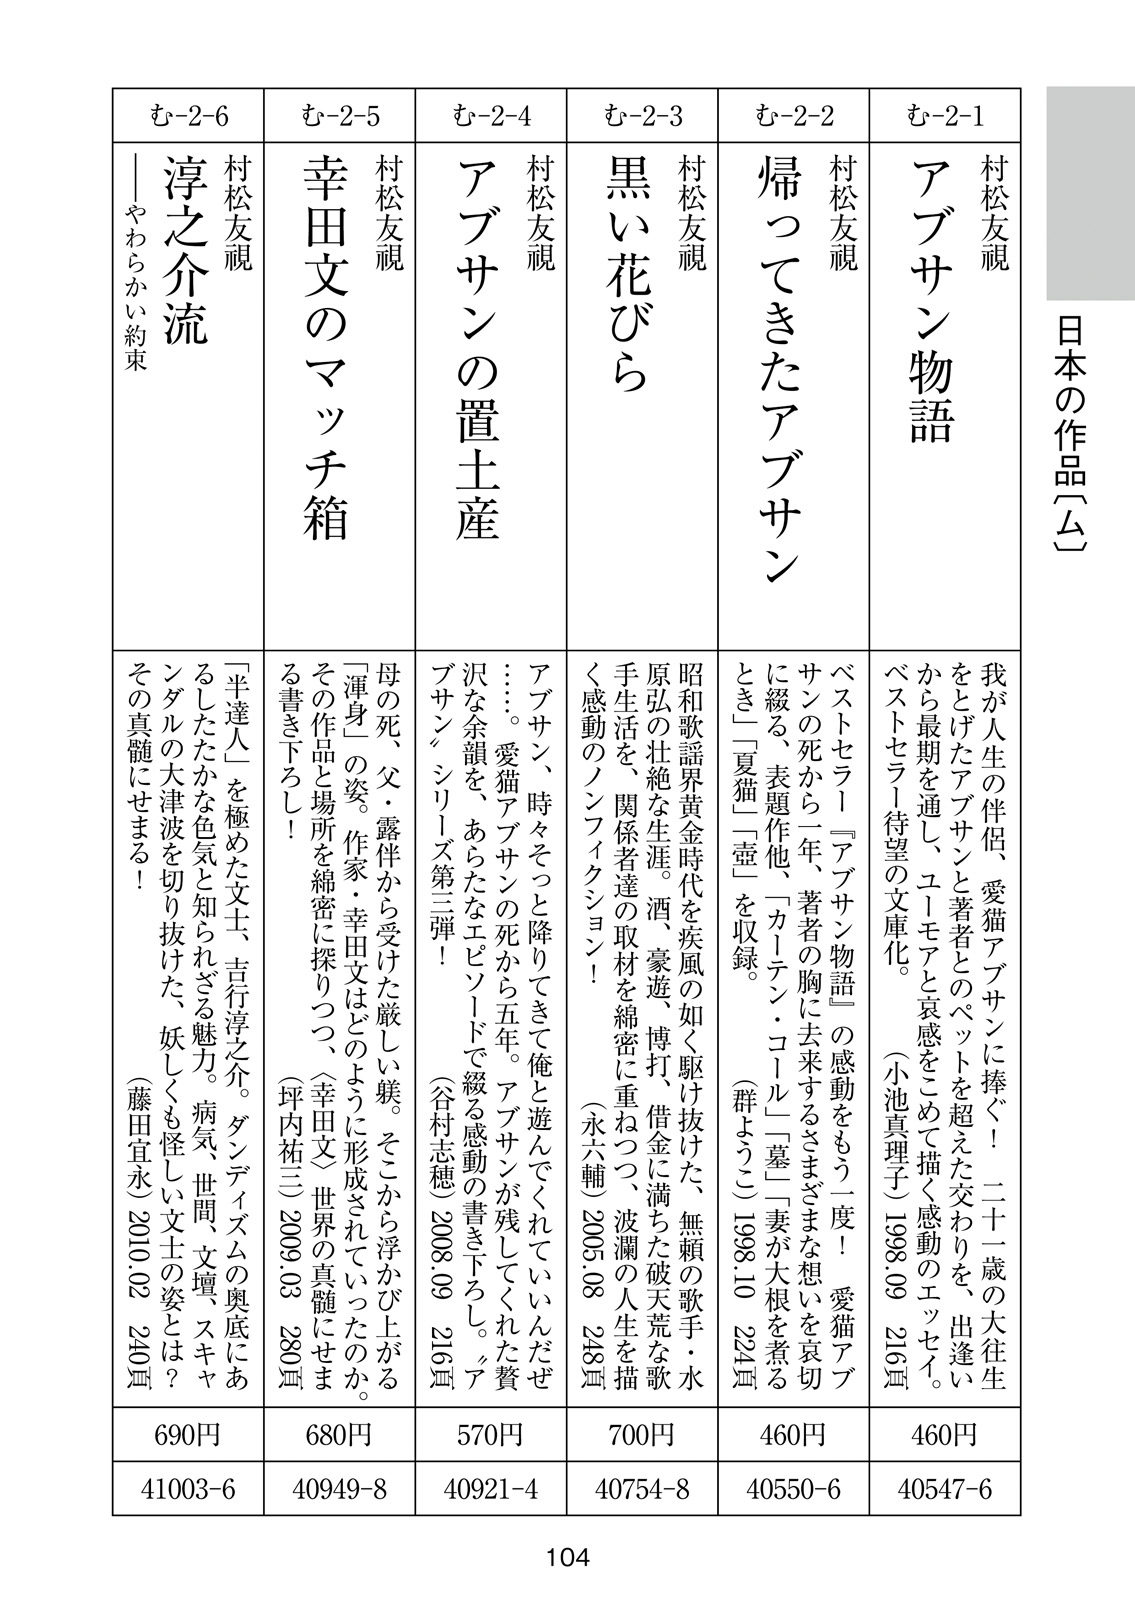 日本の作品〔ム〕
む-2-1
村松友視
アブサン物語
我が人生の伴侶、愛猫アブサンに捧ぐ！　二十一歳の大往生
をとげたアブサンと著者とのペットを超えた交わりを、出逢い
から最期を通し、ユーモアと哀感をこめて描く感動のエッセイ。
ベストセラー待望の文庫化。　（小池真理子）1998.09　216頁
460円
40547-6
む-2-2
村松友視
帰ってきたアブサン
ベストセラー『アブサン物語』の感動をもう一度！　愛猫アブ
サンの死から一年、著者の胸に去来するさまざまな想いを哀切
に綴る、表題作他、「カーテン・コール」「墓」「妻が大根を煮る
とき」「夏猫」「壺」を収録。　（群ようこ）1998.10　224頁
460円
40550-6
む-2-3
村松友視
黒い花びら
昭和歌謡界黄金時代を疾風の如く駆け抜けた、無頼の歌手・水
原弘の壮絶な生涯。酒、豪遊、博打、借金に満ちた破天荒な歌
手生活を、関係者達の取材を綿密に重ねつつ、波瀾の人生を描
く感動のノンフィクション！　（永六輔）2005.08　248頁
700円
40754-8
む-2-4
村松友視
アブサンの置土産
アブサン、時々そっと降りてきて俺と遊んでくれていいんだぜ
……。愛猫アブサンの死から五年。アブサンが残してくれた贅
沢な余韻を、あらたなエピソードで綴る感動の書き下ろし。〝ア
ブサン〟シリーズ第三弾！　（谷村志穂）2008.09　216頁
570円
40921-4
む-2-5
村松友視
幸田文のマッチ箱
母の死、父・露伴から受けた厳しい躾。そこから浮かび上がる
「渾身」の姿。作家・幸田文はどのように形成されていったのか。
その作品と場所を綿密に探りつつ、〈幸田文〉世界の真髄にせま
る書き下ろし！　（坪内祐三）2009.03　280頁
680円
40949-8
む-2-6
村松友視
淳之介流
――やわらかい約束
「半達人」を極めた文士、吉行淳之介。ダンディズムの奥底にあ
るしたたかな色気と知られざる魅力。病気、世間、文壇、スキャ
ンダルの大津波を切り抜けた、妖しくも怪しい文士の姿とは？
その真髄にせまる！　（藤田宜永）2010.02　240頁
690円
41003-6
104